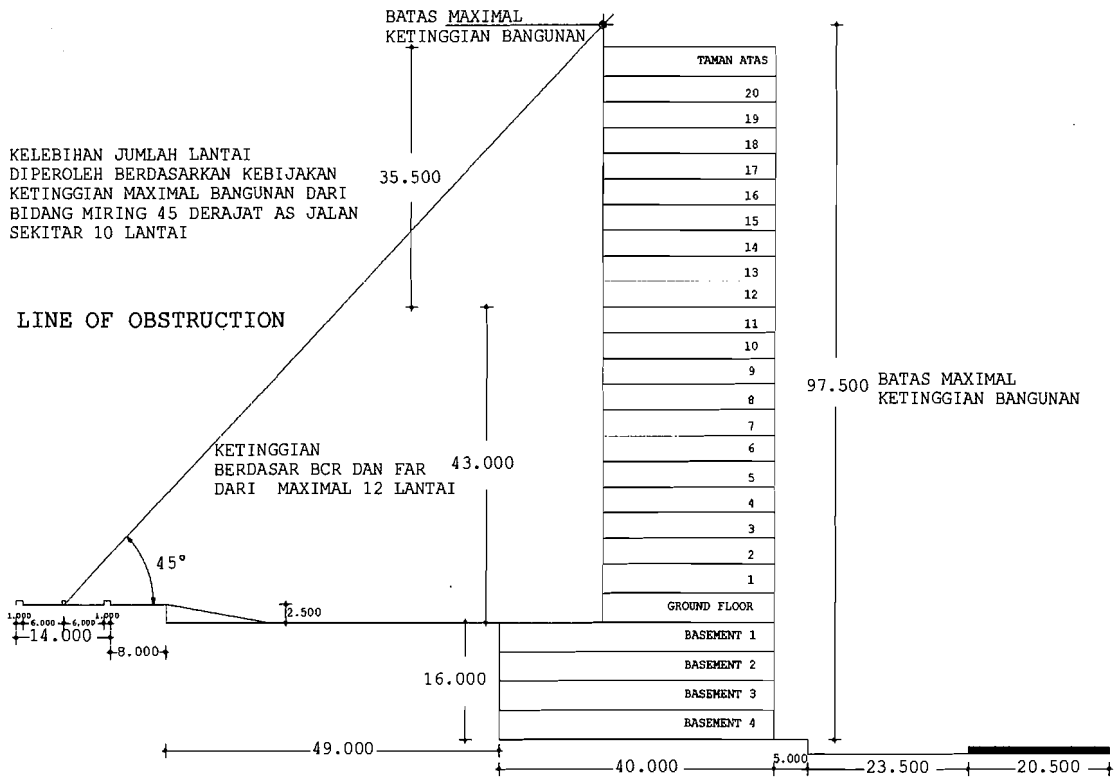 BATAS MAXIMAL
KETINGGIAN BANGUNAN
TAMAN ATAS
20
19
18
17
16
15
14
13
12
11
10
9
8
7
6
5
4
3
2
1
GROUND FLOOR
BASEMENT 1
BASEMENT 2
BASEMENT 3
BASEMENT 4
KELEBIHAN JUMLAH LANTAI
DIPEROLEH BERDASARKAN KEBIJAKAN
KETINGGIAN MAXIMAL BANGUNAN DARI
BIDANG MIRING 45 DERAJAT AS JALAN
SEKITAR 10 LANTAI
35.500
LINE OF OBSTRUCTION
97.500
BATAS MAXIMAL
KETINGGIAN BANGUNAN
KETINGGIAN
BERDASAR BCR DAN FAR
DARI MAXIMAL 12 LANTAI
43.000
45°
2.500
1.000
6.000
6.000
1.000
14.000
8.000
16.000
49.000
40.000
5.000
23.500
20.500